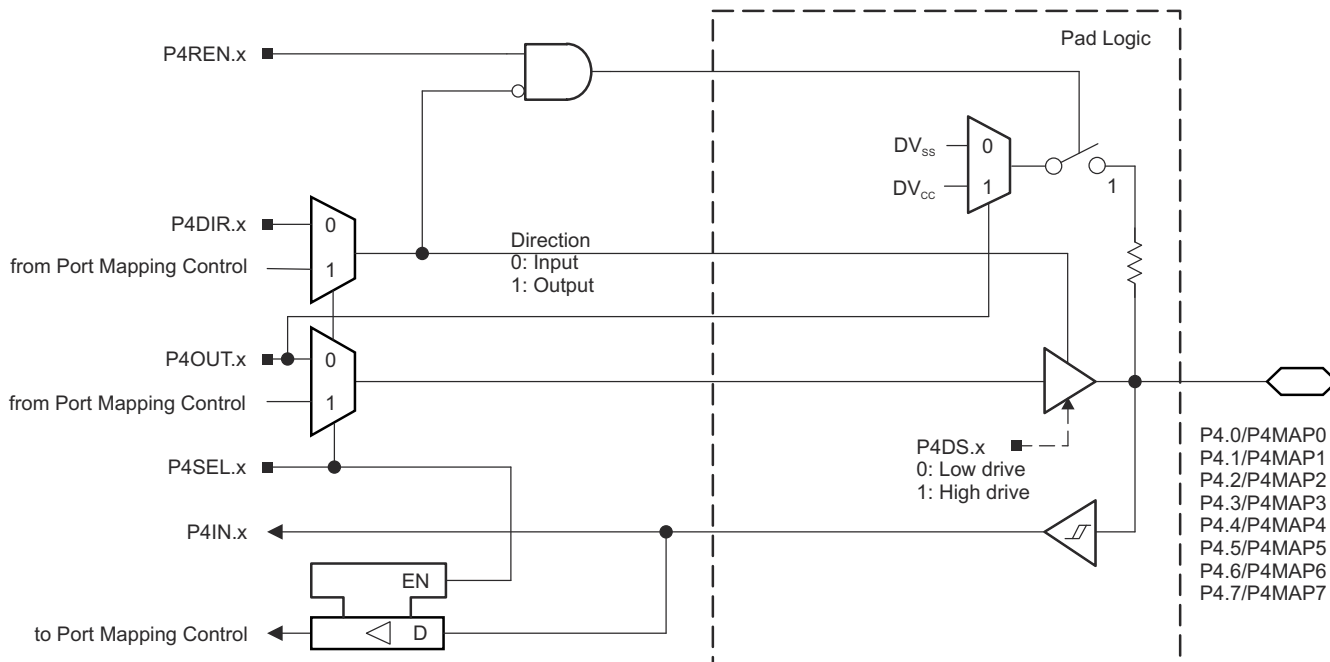 Pad Logic
P4REN.x
DVss
0
DVcc
1
1
P4DIR.x
0
from Port Mapping Control
1
Direction
0: Input
1: Output
P4OUT.x
0
from Port Mapping Control
1
P4SEL.x
P4DS.x
0: Low drive
1: High drive
P4.0/P4MAP0
P4.1/P4MAP1
P4.2/P4MAP2
P4.3/P4MAP3
P4.4/P4MAP4
P4.5/P4MAP5
P4.6/P4MAP6
P4.7/P4MAP7
P4IN.x
EN
to Port Mapping Control
D